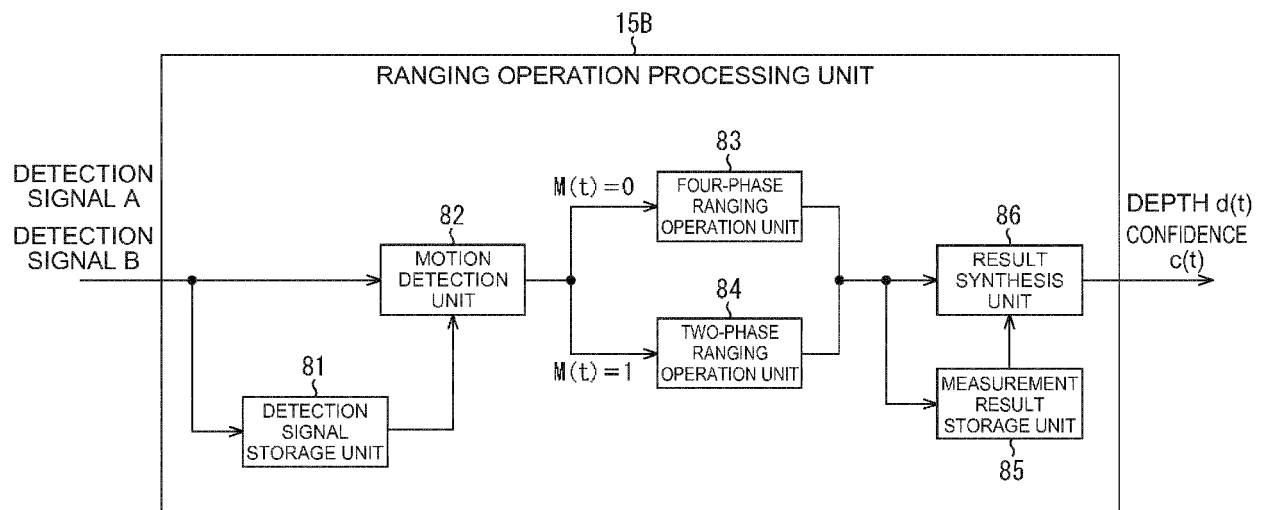 15B
RANGING OPERATION PROCESSING UNIT
DETECTION
SIGNAL A
DETECTION
SIGNAL B
82
MOTION
DETECTION
UNIT
81
DETECTION
SIGNAL
STORAGE UNIT
M(t)=0
M(t)=1
83
FOUR-PHASE
RANGING
OPERATION UNIT
84
TWO-PHASE
RANGING
OPERATION UNIT
86
RESULT
SYNTHESIS
UNIT
MEASUREMENT
RESULT
STORAGE UNIT
85
DEPTH d(t)
CONFIDENCE
c(t)